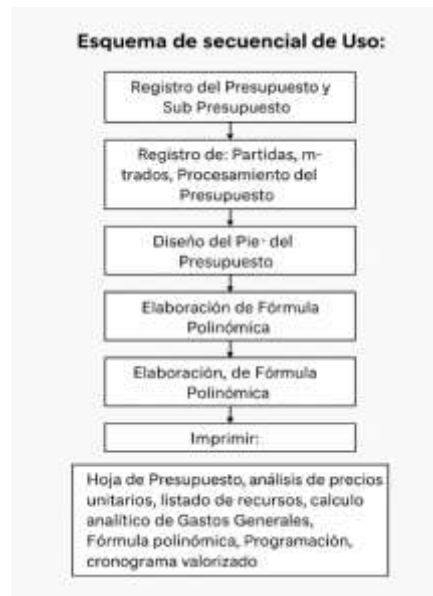 Esquema de secuencial de Uso:
Registro del Presupuesto y
Sub Presupuesto
Registro de: Partidas, m-
trados, Procesamiento del
Presupuesto
Diseño del Pie· del
Presupuesto
Elaboración de Fórmula
Polinómica
Elaboración, de Fórmula
Polinómica
Imprimir:
Hoja de Presupuesto, análisis de precios
unitarios, listado de recursos, calculo
analítico de Gastos Generales,
Fórmula polinómica, Programación,
cronograma valorizado